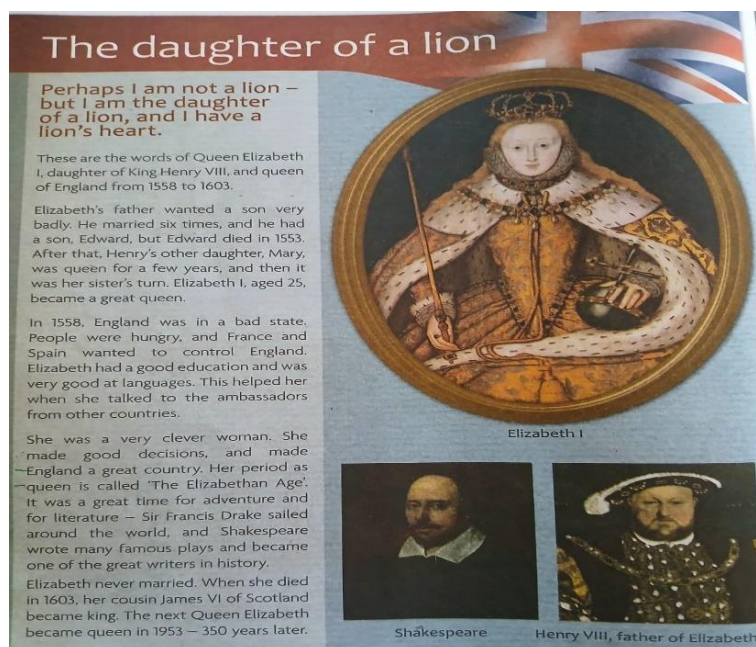 The daughter of a lion
Perhaps I am not a lion –
but I am the daughter
of a lion, and I have a
lion's heart.
These are the words of Queen Elizabeth
I, daughter of King Henry VIII, and queen
of England from 1558 to 1603.
Elizabeth's father wanted a son very
badly. He married six times, and he had
a son, Edward, but Edward died in 1553.
After that, Henry's other daughter, Mary,
was queen for a few years, and then it
was her sister's turn. Elizabeth I, aged 25,
became a great queen.
In 1558, England was in a bad state.
People were hungry, and France and
Spain wanted to control England.
Elizabeth had a good education and was
very good at languages. This helped her
when she talked to the ambassadors
from other countries.
She was a very clever woman. She
made good decisions, and made
England a great country. Her period as
queen is called 'The Elizabethan Age'.
It was a great time for adventure and
for literature – Sir Francis Drake sailed
around the world, and Shakespeare
wrote many famous plays and became
one of the great writers in history.
Elizabeth never married. When she died
in 1603, her cousin James VI of Scotland
became king. The next Queen Elizabeth
became queen in 1953 – 350 years later.
Elizabeth I
Shakespeare
Henry VIII, father of Elizabeth